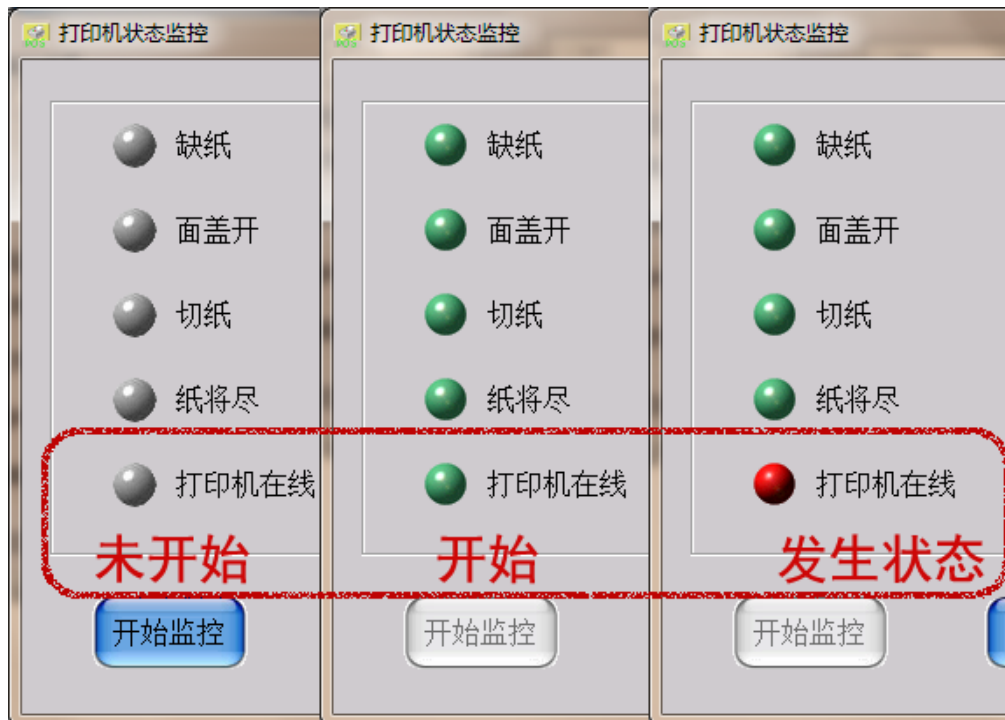 打印机状态监控
缺纸
面盖开
切纸
纸将尽
打印机在线
未开始
开始监控
打印机状态监控
缺纸
面盖开
切纸
纸将尽
打印机在线
开始
开始监控
打印机状态监控
缺纸
面盖开
切纸
纸将尽
打印机在线
发生状态
开始监控